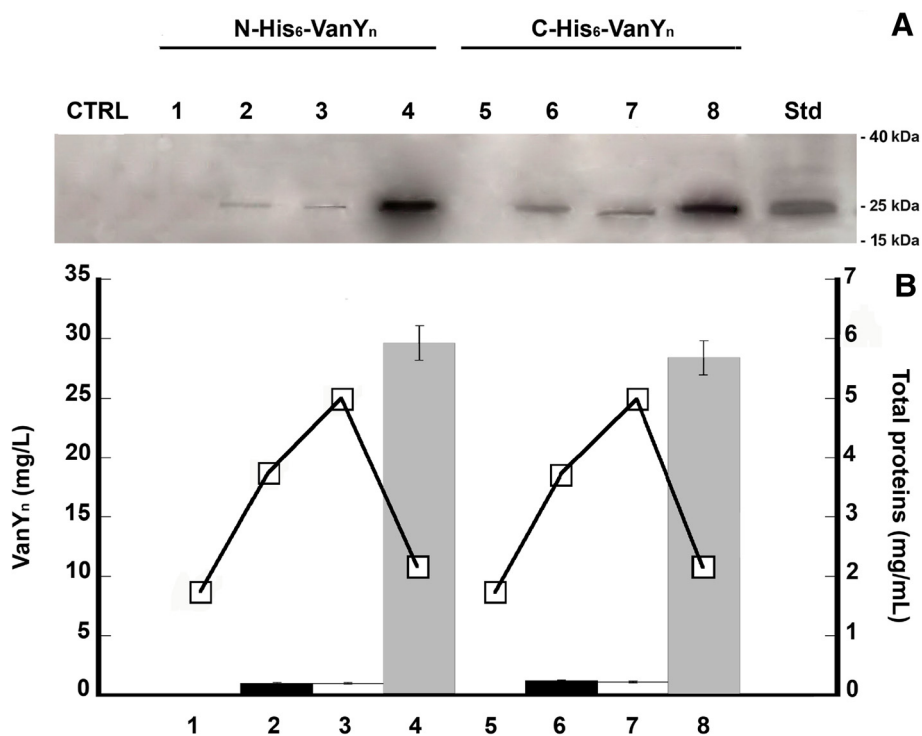 N-His₆-VanYₙ C-His₆-VanYₙ A
CTRL 1 2 3 4 5 6 7 8 Std
- 40 kDa
- 25 kDa
- 15 kDa
B
35 7
30 6
25 5
20 4
15 3
10 2
5 1
0 0
VanYₙ (mg/L)
Total proteins (mg/mL)
1 2 3 4 5 6 7 8